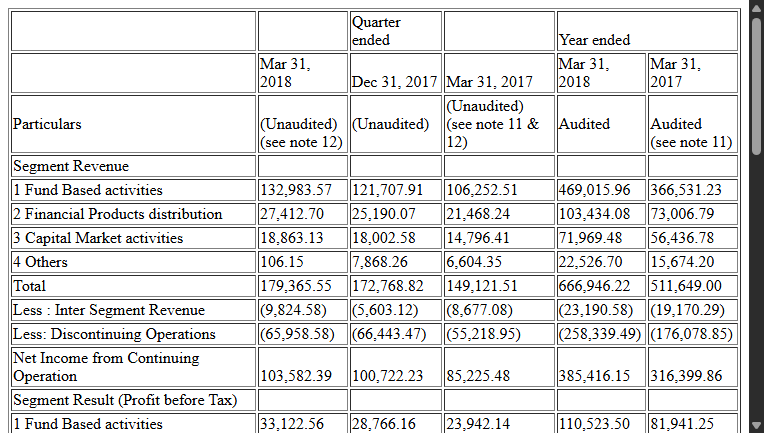 Quarter ended Year ended
Mar 31, 2018 Dec 31, 2017 Mar 31, 2017 Mar 31, 2018 Mar 31, 2017
Particulars (Unaudited) (see note 12) (Unaudited) (Unaudited) (see note 11 & 12) Audited Audited (see note 11)
Segment Revenue
1 Fund Based activities 132,983.57 121,707.91 106,252.51 469,015.96 366,531.23
2 Financial Products distribution 27,412.70 25,190.07 21,468.24 103,434.08 73,006.79
3 Capital Market activities 18,863.13 18,002.58 14,796.41 71,969.48 56,436.78
4 Others 106.15 7,868.26 6,604.35 22,526.70 15,674.20
Total 179,365.55 172,768.82 149,121.51 666,946.22 511,649.00
Less : Inter Segment Revenue (9,824.58) (5,603.12) (8,677.08) (23,190.58) (19,170.29)
Less: Discontinuing Operations (65,958.58) (66,443.47) (55,218.95) (258,339.49) (176,078.85)
Net Income from Continuing Operation 103,582.39 100,722.23 85,225.48 385,416.15 316,399.86
Segment Result (Profit before Tax)
1 Fund Based activities 33,122.56 28,766.16 23,942.14 110,523.50 81,941.25